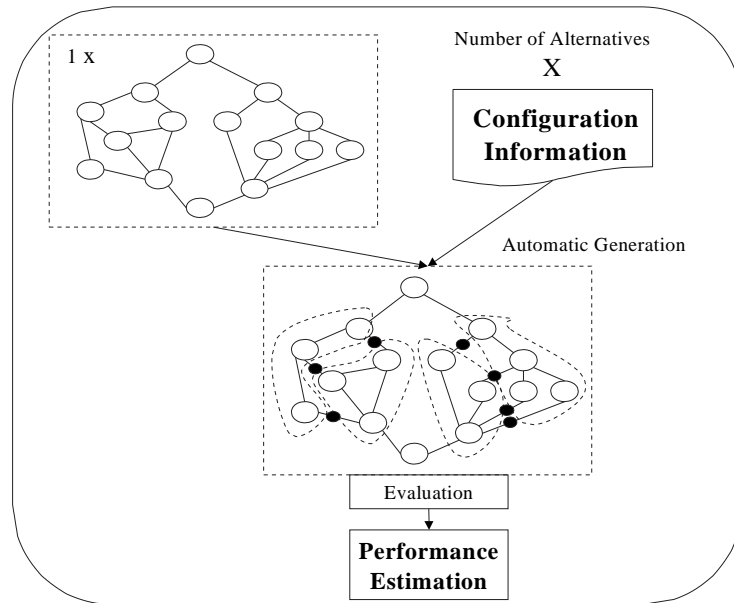 1 x
Number of Alternatives
X
Configuration
Information
Automatic Generation
Evaluation
Performance
Estimation